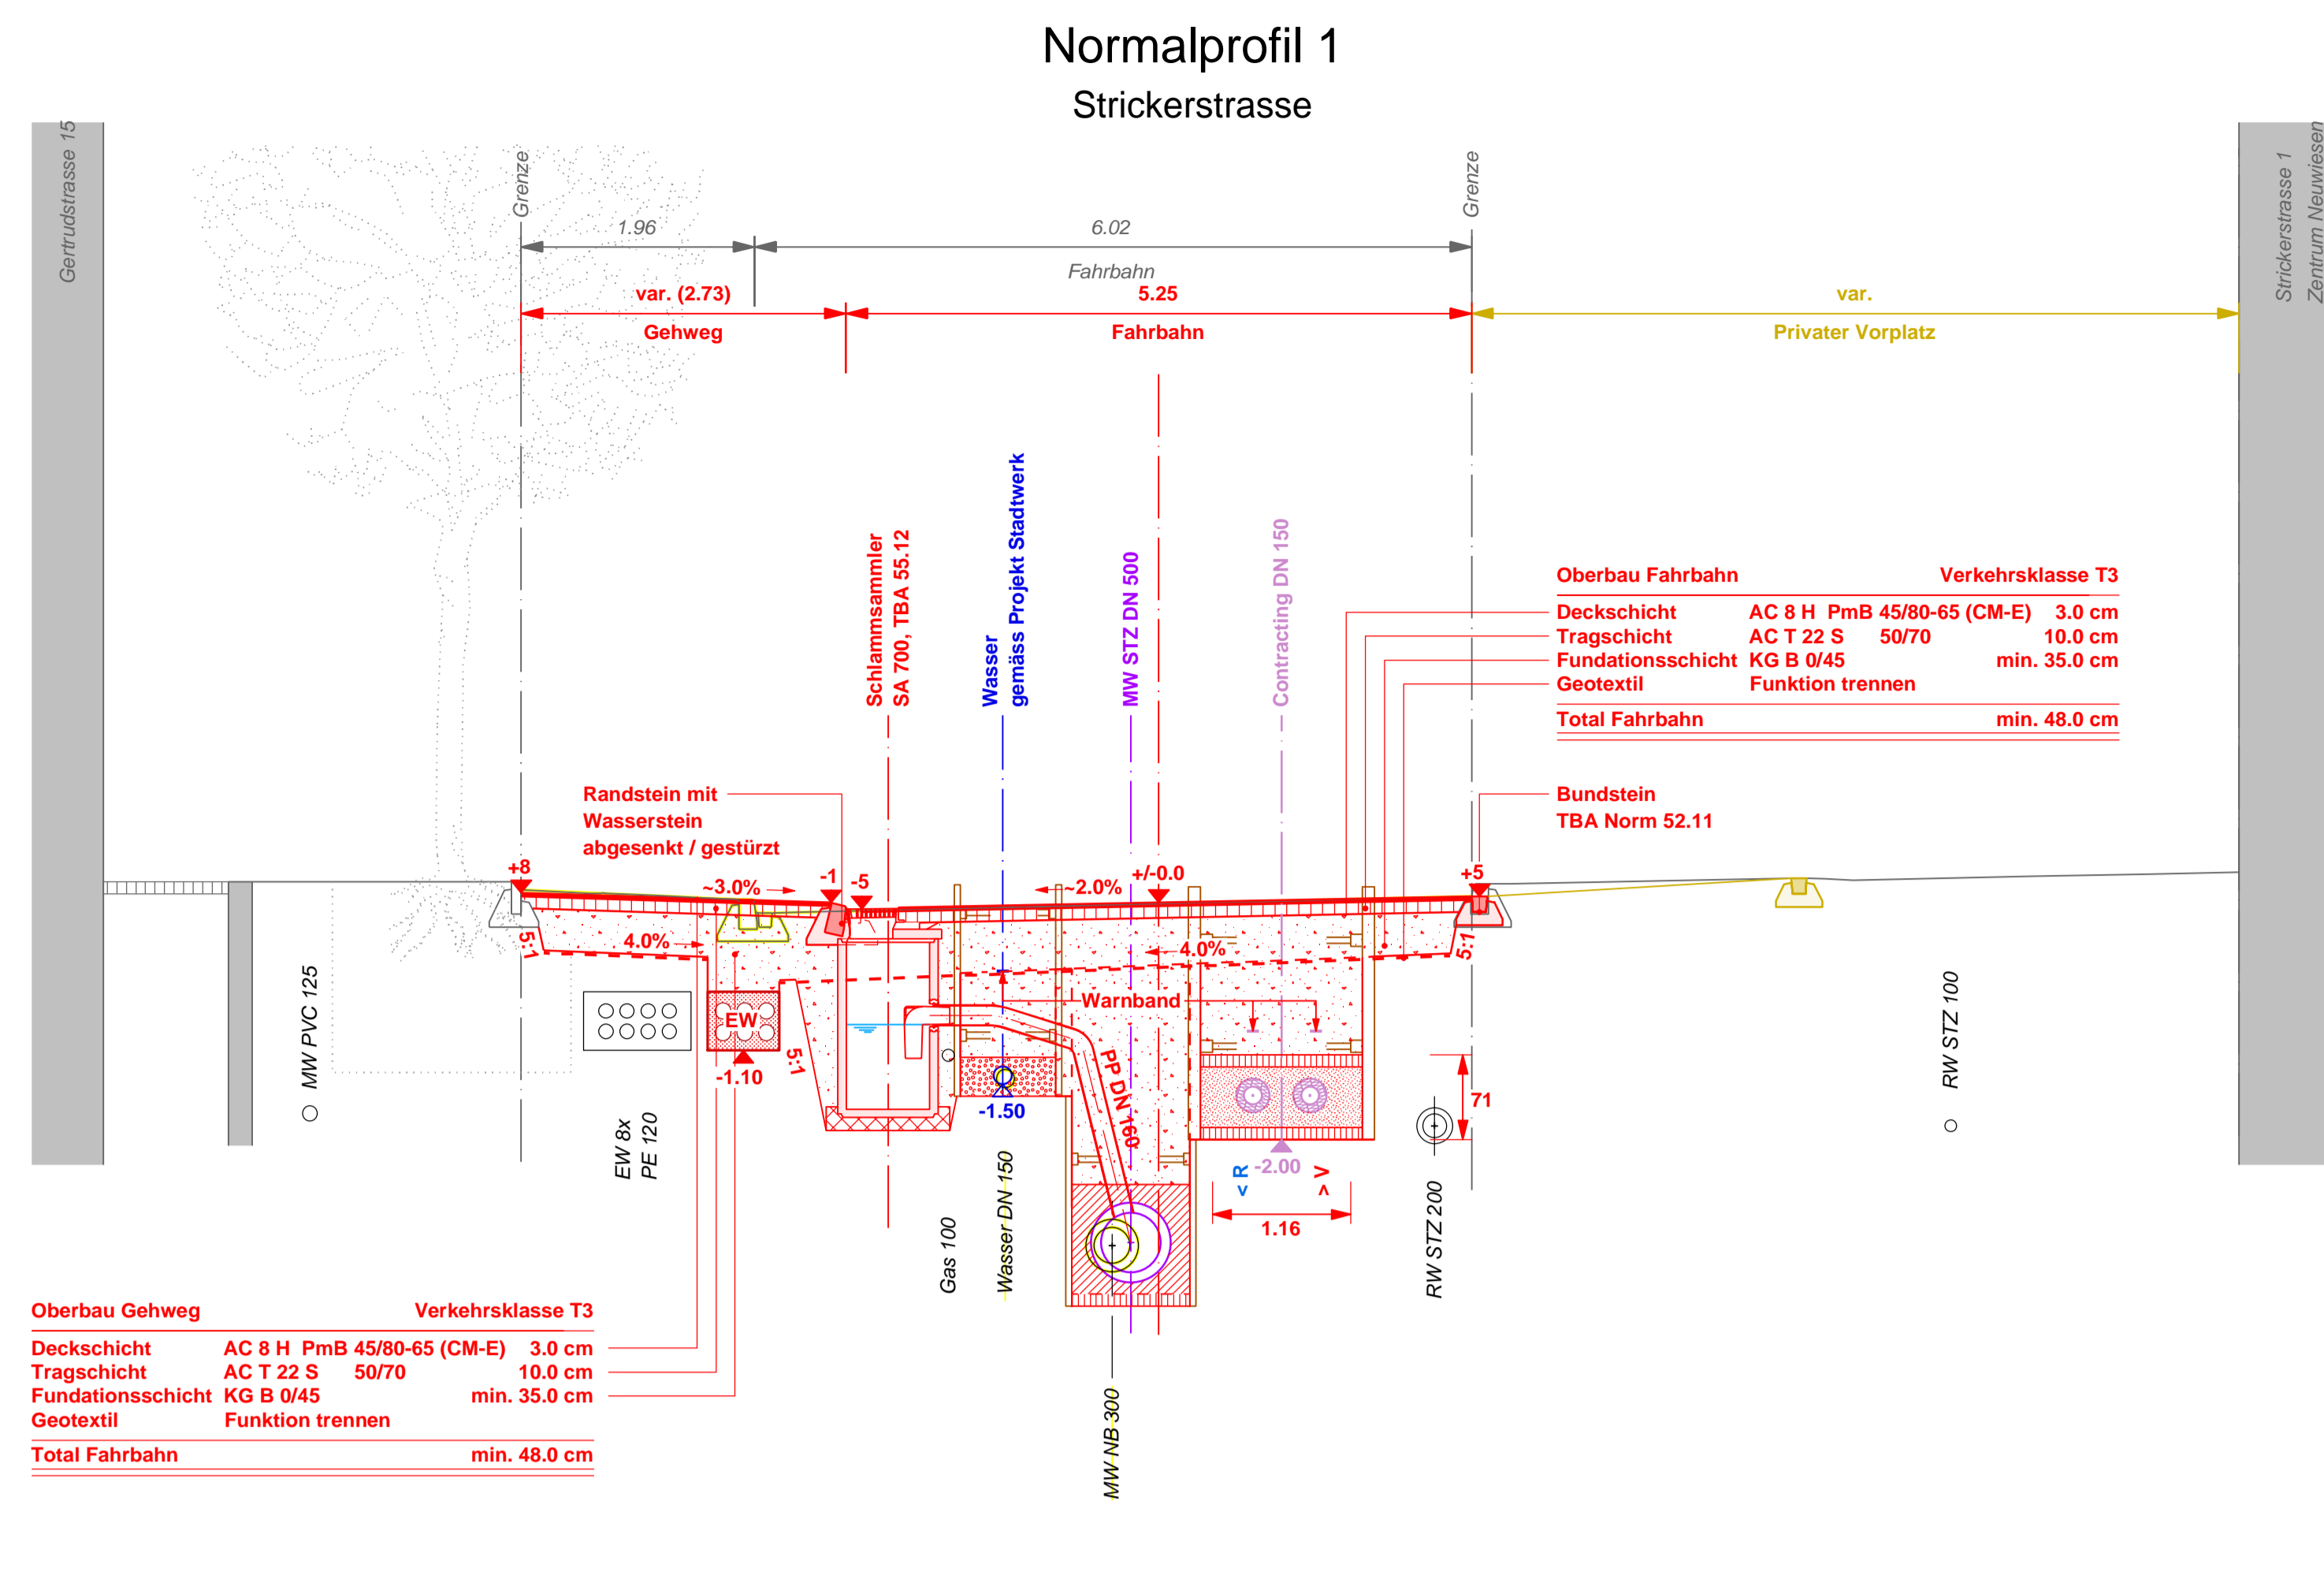 Normalprofil 1
Strickerstrasse
Gertrudstrasse 15
Grenze
Grenze
Strickerstrasse 1
Zentrum Neuwiesen
1.96
6.02
Fahrbahn
var. (2.73)
5.25
var.
Gehweg
Fahrbahn
Privater Vorplatz
Schlammsammler
SA 700, TBA 55.12
Wasser
gemäss Projekt Stadtwerk
MW STZ DN 500
Contracting DN 150
Oberbau Fahrbahn Verkehrsklasse T3
Deckschicht AC 8 H PmB 45/80-65 (CM-E) 3.0 cm
Tragschicht AC T 22 S 50/70 10.0 cm
Fundationsschicht KG B 0/45 min. 35.0 cm
Geotextil Funktion trennen
Total Fahrbahn min. 48.0 cm
Randstein mit
Wasserstein
abgesenkt / gestürzt
Bundstein
TBA Norm 52.11
+8
~3.0%
-1
-5
~2.0%
+/-0.0
+5
5:1
4.0%
4.0%
5:1
Warnband
EW
-1.10
5:1
-1.50
PP DN 160
71
< R
-2.00
> V
1.16
MW PVC 125
EW 8x
PE 120
Gas 100
Wasser DN 150
MW NB 300
RW STZ 200
RW STZ 100
Oberbau Gehweg Verkehrsklasse T3
Deckschicht AC 8 H PmB 45/80-65 (CM-E) 3.0 cm
Tragschicht AC T 22 S 50/70 10.0 cm
Fundationsschicht KG B 0/45 min. 35.0 cm
Geotextil Funktion trennen
Total Fahrbahn min. 48.0 cm